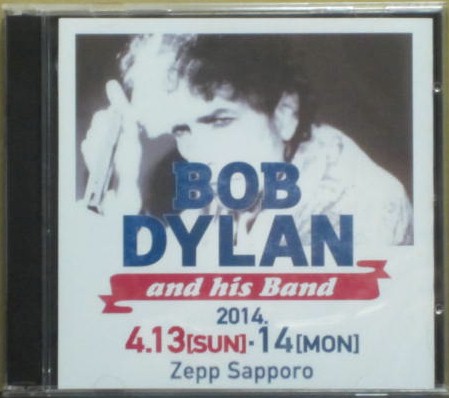 BOB
DYLAN
and his Band
2014.
4.13[SUN]·14[MON]
Zepp Sapporo